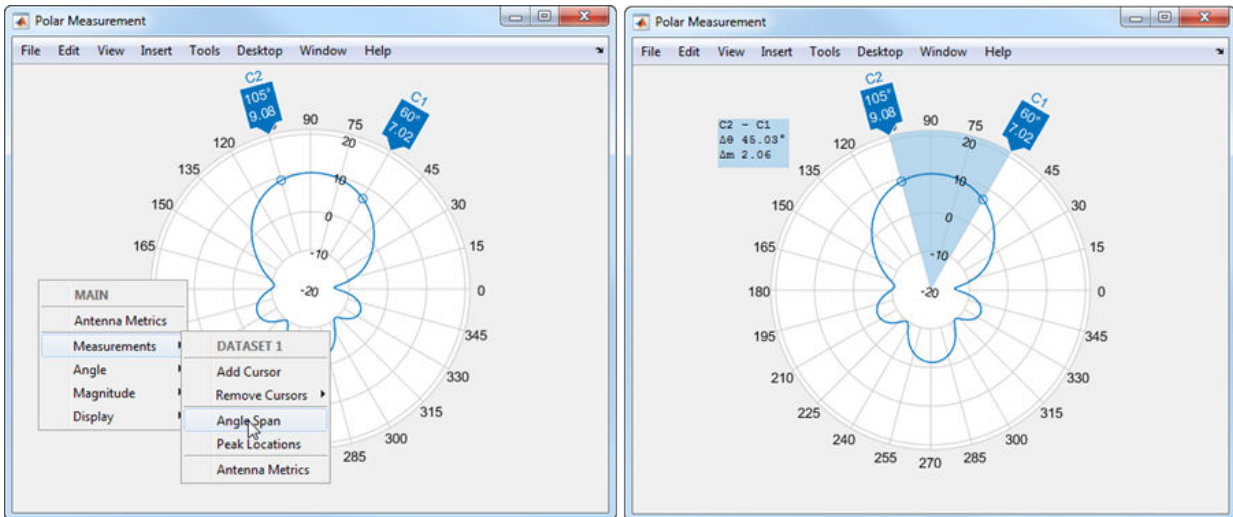 Polar Measurement
File Edit View Insert Tools Desktop Window Help
C2
105°
9.08
C1
60°
7.02
90
75
120
20
135
45
10
150
30
0
165
15
-10
-20
0
345
330
315
300
285
MAIN
Antenna Metrics
Measurements
Angle
Magnitude
Display
DATASET 1
Add Cursor
Remove Cursors
Angle Span
Peak Locations
Antenna Metrics
Polar Measurement
File Edit View Insert Tools Desktop Window Help
C2
105°
9.08
C1
60°
7.02
C2 - C1
Δθ 45.03°
Δm 2.06
90
75
120
20
135
45
10
150
30
0
165
15
-10
180
-20
0
195
345
210
330
225
315
240
300
255
270
285